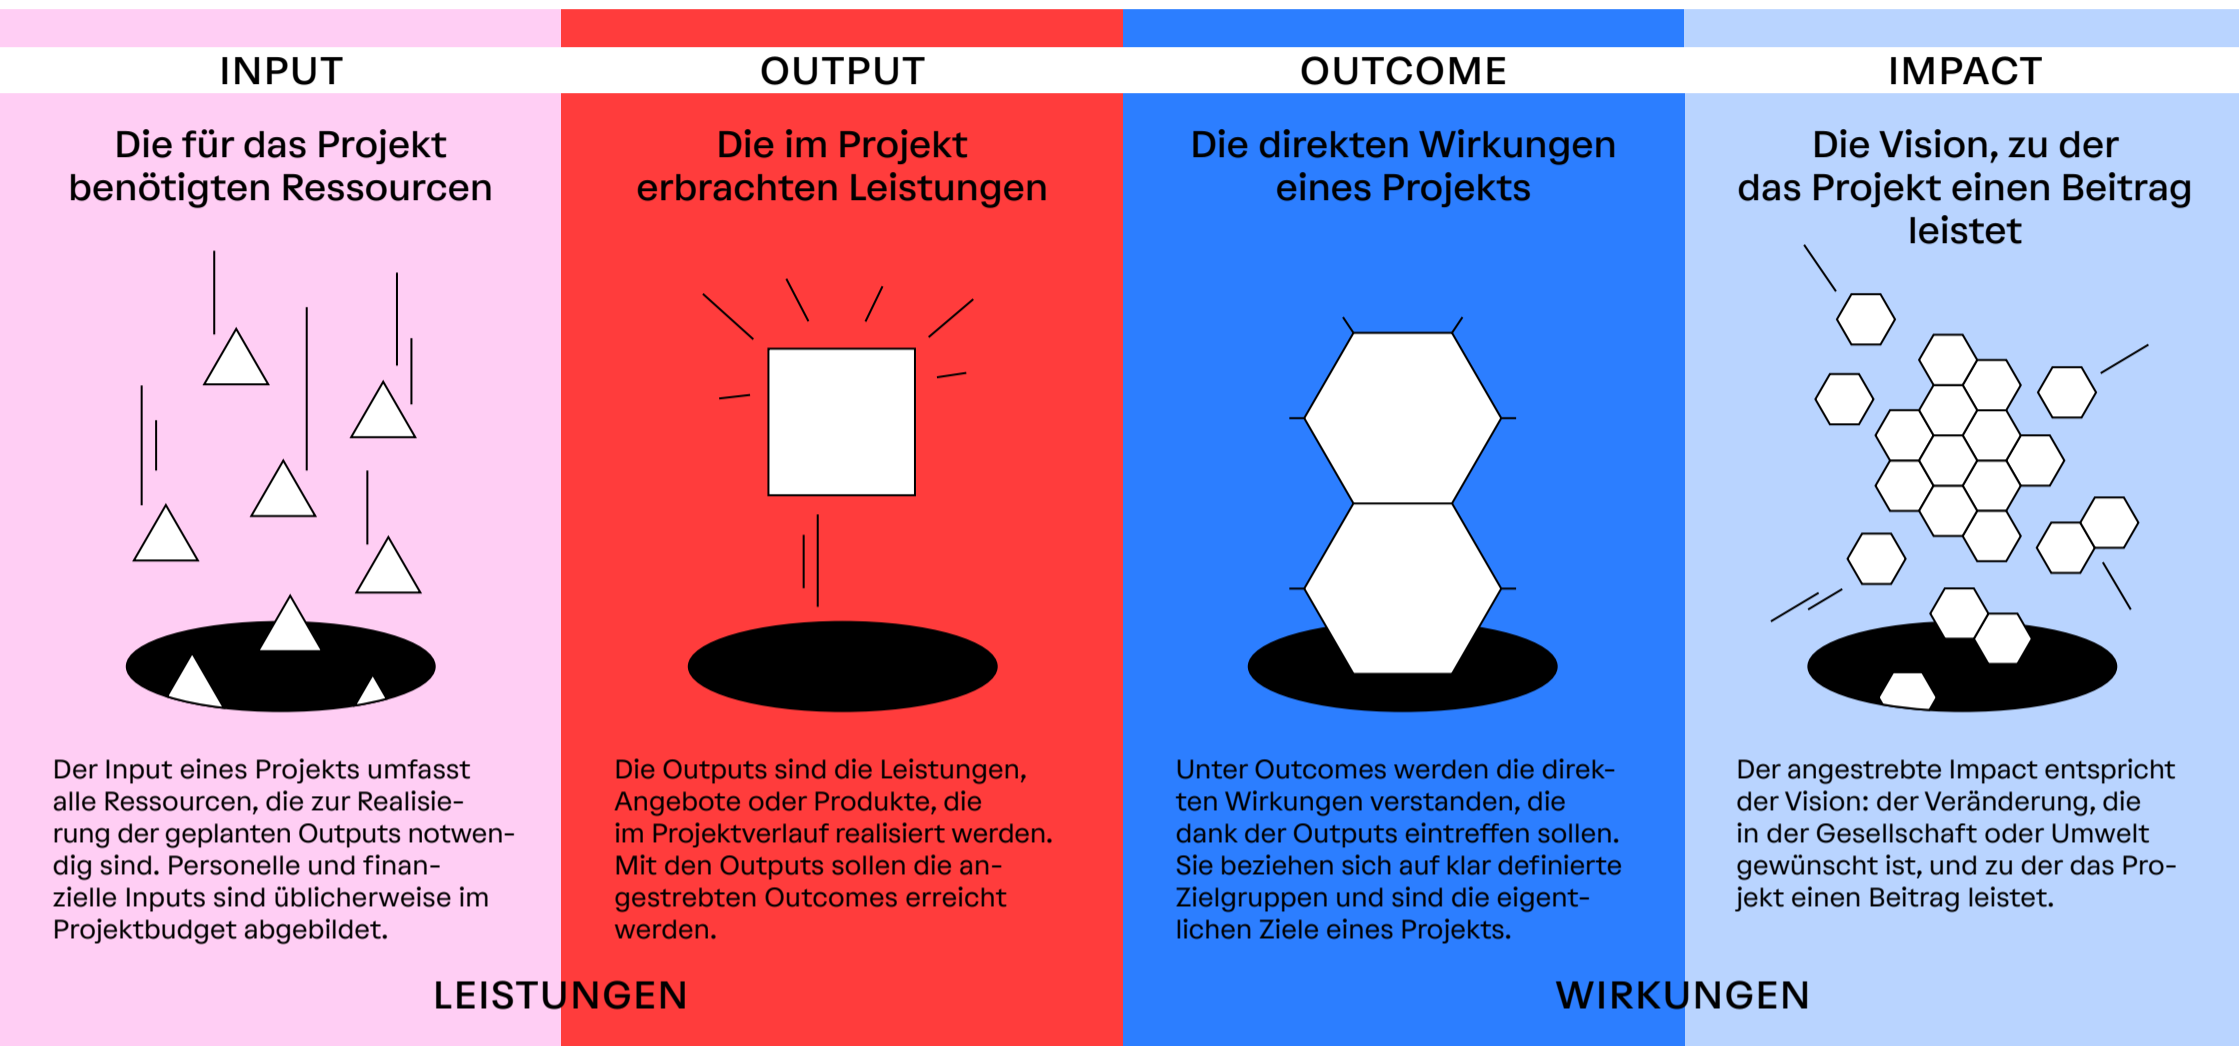 INPUT
Die für das Projekt
benötigten Ressourcen
Der Input eines Projekts umfasst
alle Ressourcen, die zur Realisie-
rung der geplanten Outputs notwen-
dig sind. Personelle und finan-
zielle Inputs sind üblicherweise im
Projektbudget abgebildet.
OUTPUT
Die im Projekt
erbrachten Leistungen
Die Outputs sind die Leistungen,
Angebote oder Produkte, die
im Projektverlauf realisiert werden.
Mit den Outputs sollen die an-
gestrebten Outcomes erreicht
werden.
LEISTUNGEN
OUTCOME
Die direkten Wirkungen
eines Projekts
Unter Outcomes werden die direk-
ten Wirkungen verstanden, die
dank der Outputs eintreffen sollen.
Sie beziehen sich auf klar definierte
Zielgruppen und sind die eigent-
lichen Ziele eines Projekts.
IMPACT
Die Vision, zu der
das Projekt einen Beitrag
leistet
Der angestrebte Impact entspricht
der Vision: der Veränderung, die
in der Gesellschaft oder Umwelt
gewünscht ist, und zu der das Pro-
jekt einen Beitrag leistet.
WIRKUNGEN